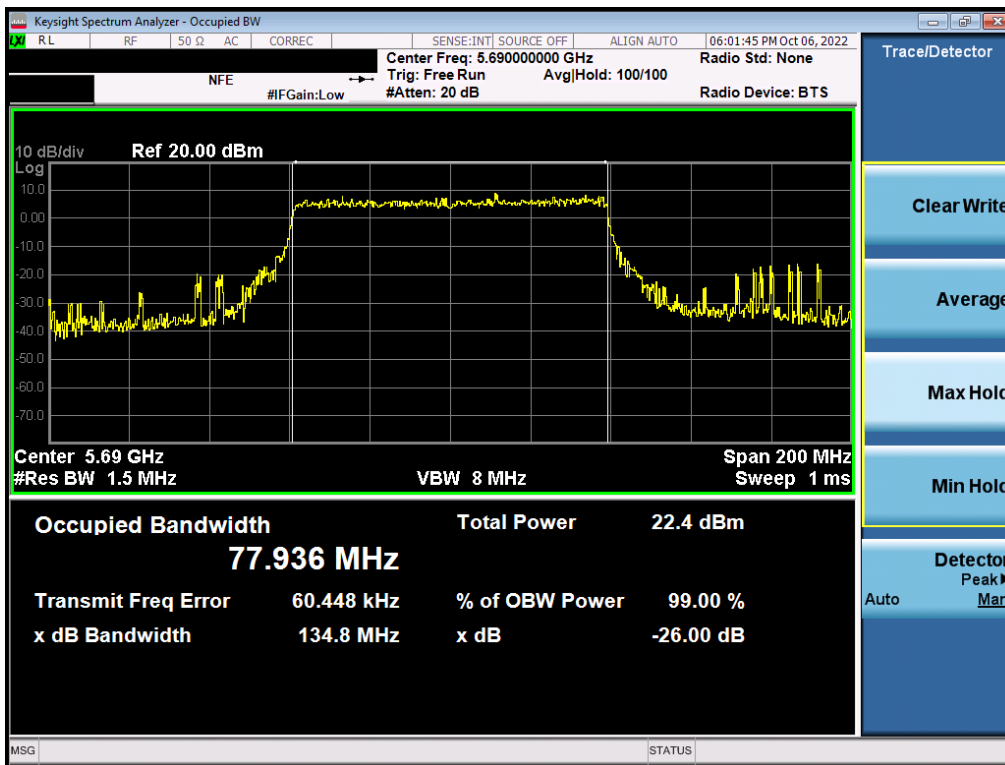 Keysight Spectrum Analyzer - Occupied BW
LXI RL RF 50 Ω AC CORREC SENSE:INT SOURCE OFF ALIGN AUTO 06:01:45 PM Oct 06, 2022
Center Freq: 5.690000000 GHz Radio Std: None
NFE Trig: Free Run Avg|Hold: 100/100
#IFGain:Low #Atten: 20 dB Radio Device: BTS
Trace/Detector
10 dB/div Ref 20.00 dBm
Log
10.0
0.00
-10.0
-20.0
-30.0
-40.0
-50.0
-60.0
-70.0
Center 5.69 GHz Span 200 MHz
#Res BW 1.5 MHz VBW 8 MHz Sweep 1 ms
Occupied Bandwidth Total Power 22.4 dBm
77.936 MHz
Transmit Freq Error 60.448 kHz % of OBW Power 99.00 %
x dB Bandwidth 134.8 MHz x dB -26.00 dB
Clear Write
Average
Max Hold
Min Hold
Detector
Peak▶
Auto Man
MSG STATUS